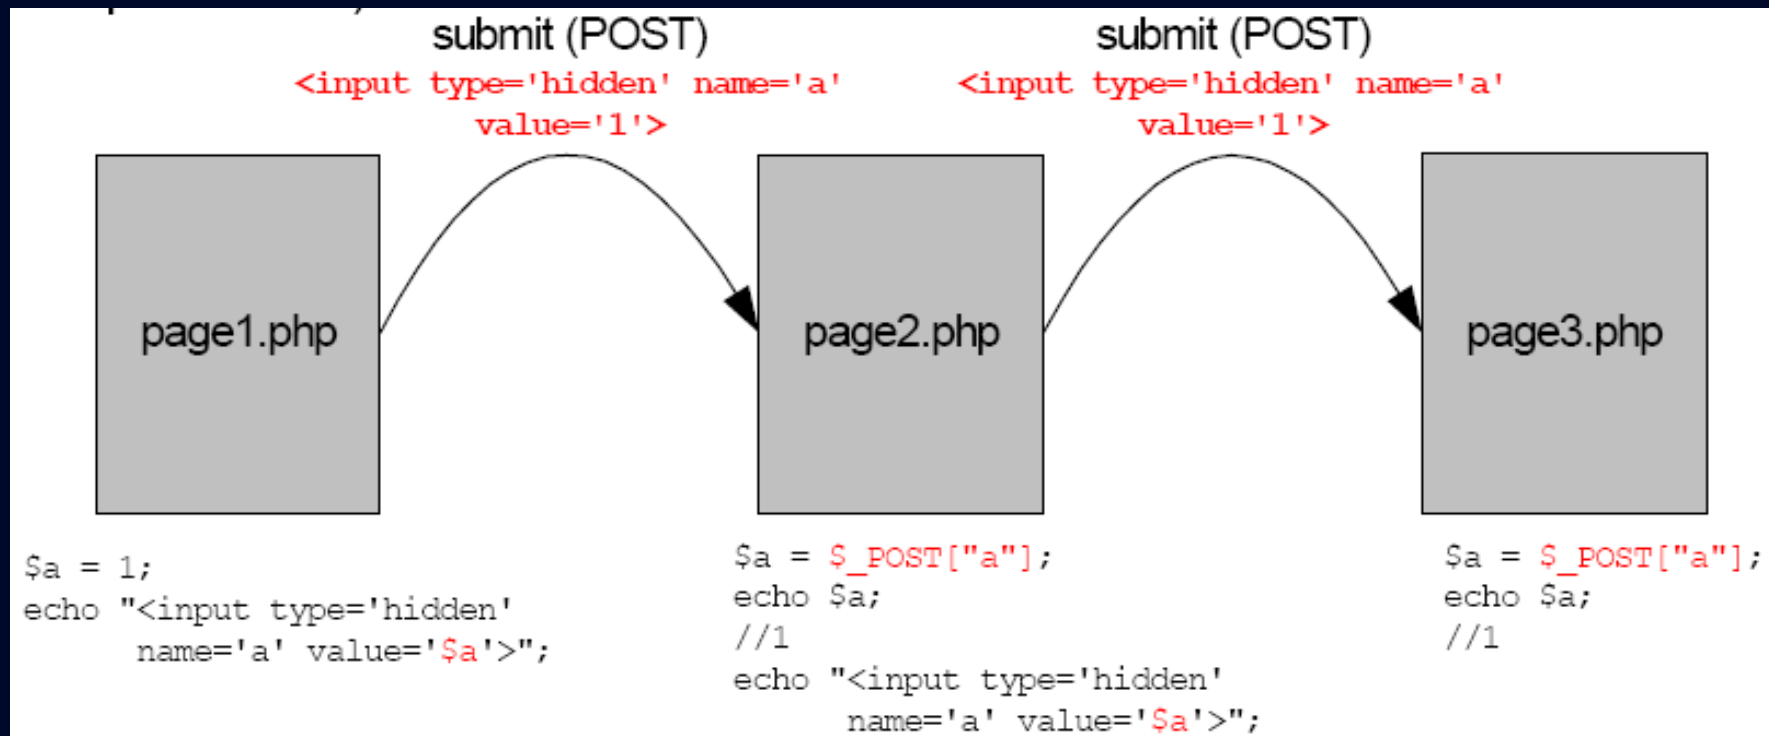 submit (POST)
<input type='hidden' name='a'
value='1'>
submit (POST)
<input type='hidden' name='a'
value='1'>
page1.php
page2.php
page3.php
$a = 1;
echo "<input type='hidden'
name='a' value='$a'>";
$a = $_POST["a"];
echo $a;
//1
echo "<input type='hidden'
name='a' value='$a'>";
$a = $_POST["a"];
echo $a;
//1